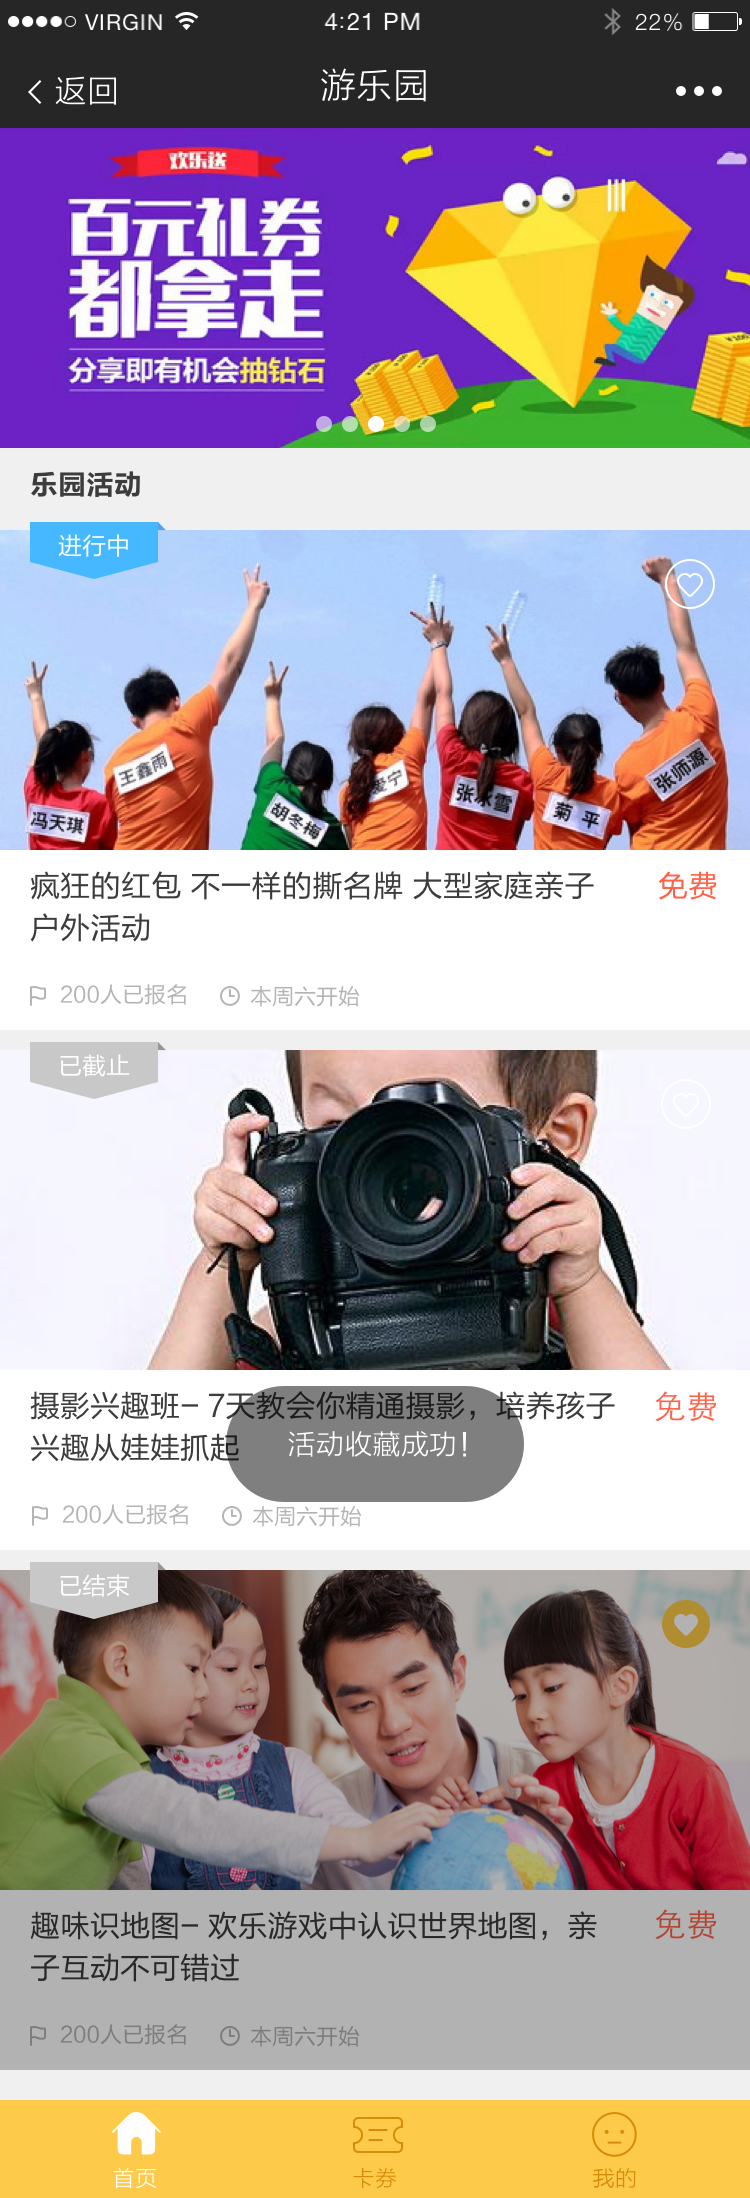 VIRGIN 4:21 PM 22%
返回 游乐园
欢乐送
百元礼券
都拿走
分享即有机会抽钻石
乐园活动
进行中
王鑫雨
冯天琪
胡冬梅
爱宁
张冰雪
菊 平
张师源
疯狂的红包 不一样的撕名牌 大型家庭亲子 免费
户外活动
200人已报名 本周六开始
已截止
摄影兴趣班- 7天教会你精通摄影，培养孩子 免费
兴趣从娃娃抓起
活动收藏成功！
200人已报名 本周六开始
已结束
趣味识地图- 欢乐游戏中认识世界地图，亲 免费
子互动不可错过
200人已报名 本周六开始
首页 卡券 我的